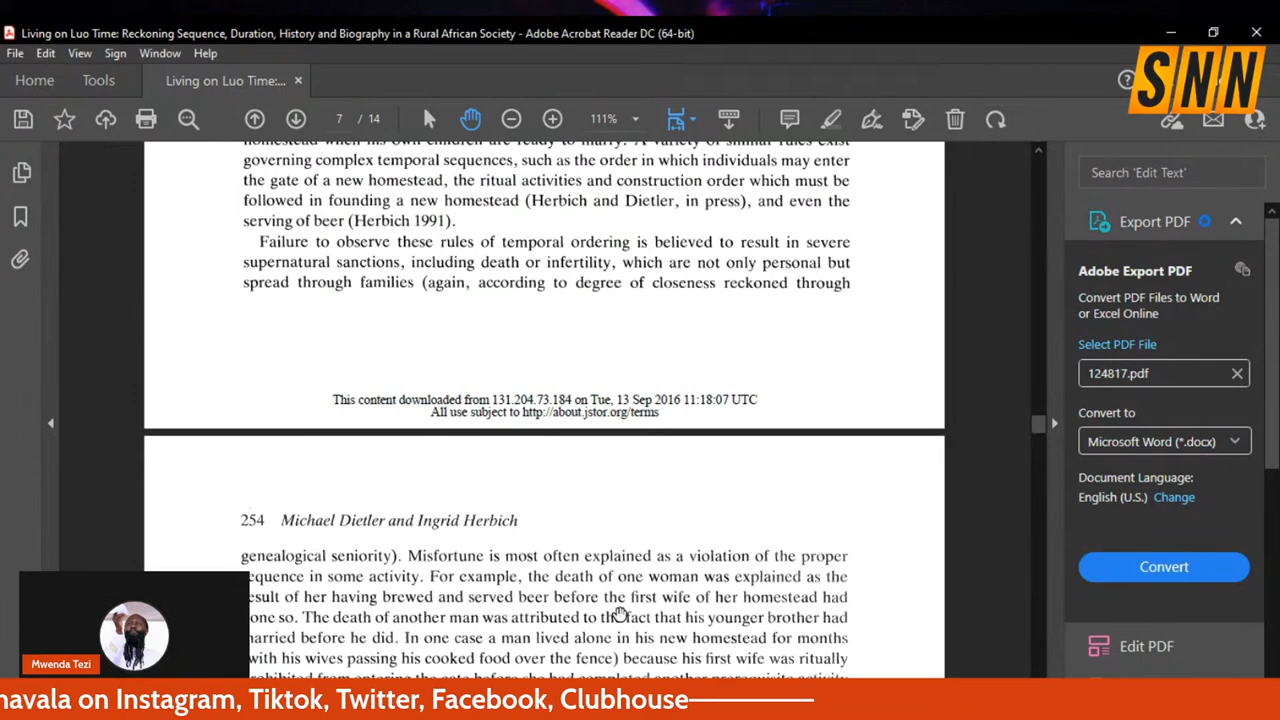 Living on Luo Time: Reckoning Sequence, Duration, History and Biography in a Rural African Society - Adobe Acrobat Reader DC (64-bit)
File Edit View Window Help
Sign
Home Tools Living on Luo Time:... ×
SNN
7 / 14 111%
governing complex temporal sequences, such as the order in which individuals may enter
the gate of a new homestead, the ritual activities and construction order which must be
followed in founding a new homestead (Herbich and Dietler, in press), and even the
serving of beer (Herbich 1991).
Failure to observe these rules of temporal ordering is believed to result in severe
supernatural sanctions, including death or infertility, which are not only personal but
spread through families (again, according to degree of closeness reckoned through
This content downloaded from 131.204.73.184 on Tue, 13 Sep 2016 11:18:07 UTC
All use subject to http://about.jstor.org/terms
254 Michael Dietler and Ingrid Herbich
genealogical seniority). Misfortune is most often explained as a violation of the proper
equence in some activity. For example, the death of one woman was explained as the
esult of her having brewed and served beer before the first wife of her homestead had
one so. The death of another man was attributed to the fact that his younger brother had
arried before he did. In one case a man lived alone in his new homestead for months
with his wives passing his cooked food over the fence) because his first wife was ritually
Search 'Edit Text'
Export PDF
Adobe Export PDF
Convert PDF Files to Word
or Excel Online
Select PDF File
124817.pdf
Convert to
Microsoft Word (*.docx)
Document Language:
English (U.S.) Change
Convert
Edit PDF
Mwenda Tezi
navala on Instagram, Tiktok, Twitter, Facebook, Clubhouse